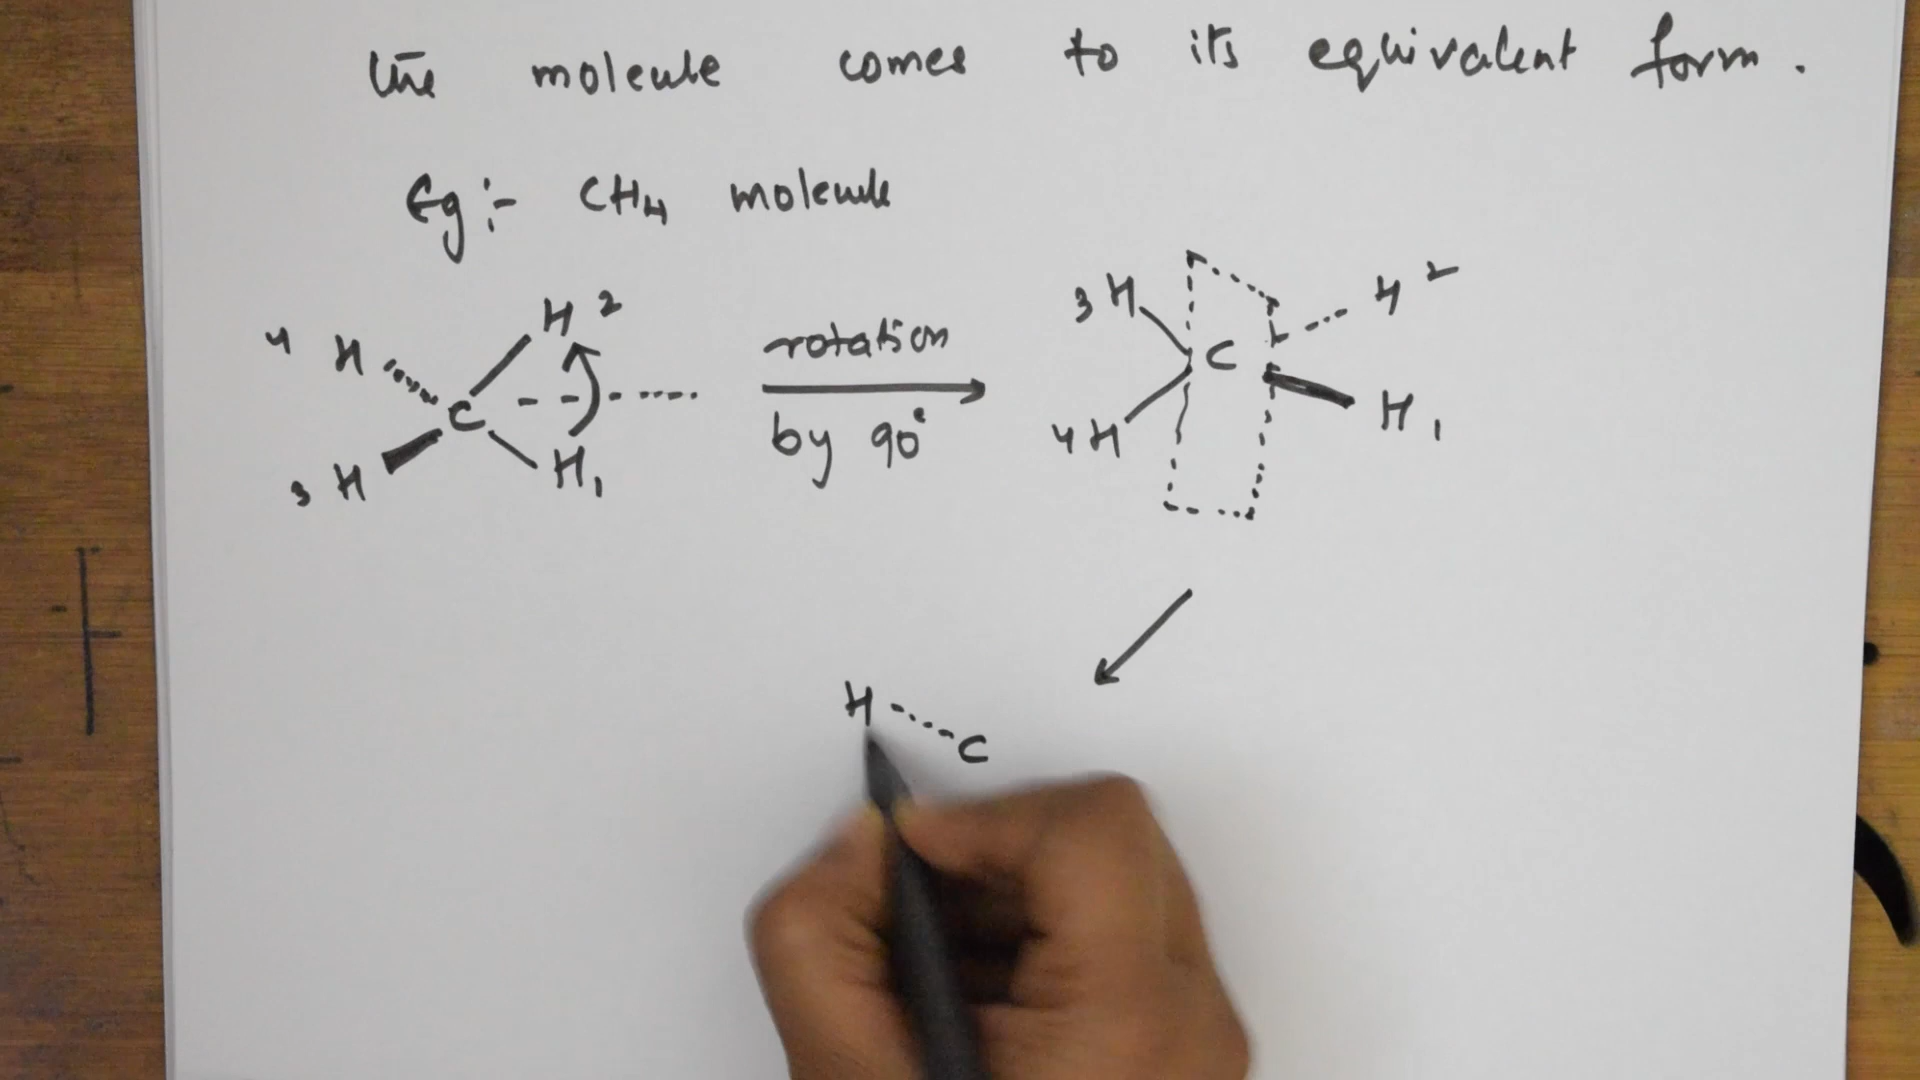 the molecule comes to its equivalent form.
Eg:- CH4 molecule
4 H H 2
C
3 H H 1
rotation
by 90°
3 H H 2
C
4 H H 1
H
C